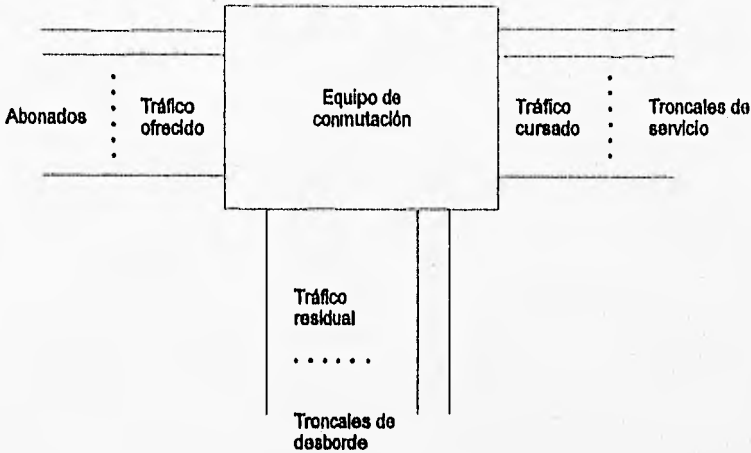 Abonados
Tráfico
ofrecido
Equipo de
conmutación
Tráfico
cursado
Troncales de
servicio
Tráfico
residual
Troncales de
desborde